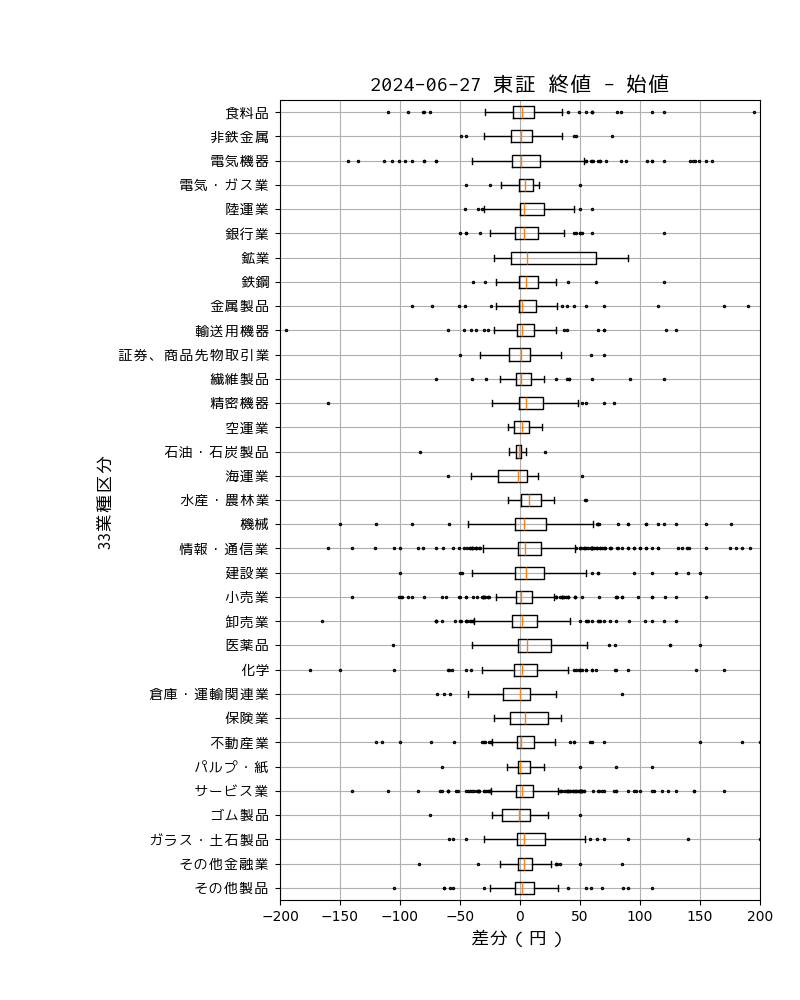 2024-06-27 東証 終値 - 始値
食料品
非鉄金属
電気機器
電気・ガス業
陸運業
銀行業
鉱業
鉄鋼
金属製品
輸送用機器
証券、商品先物取引業
繊維製品
精密機器
空運業
石油・石炭製品
海運業
水産・農林業
機械
情報・通信業
建設業
小売業
卸売業
医薬品
化学
倉庫・運輸関連業
保険業
不動産業
パルプ・紙
サービス業
ゴム製品
ガラス・土石製品
その他金融業
その他製品
33業種区分
−200 −150 −100 −50 0 50 100 150 200
差分（円）